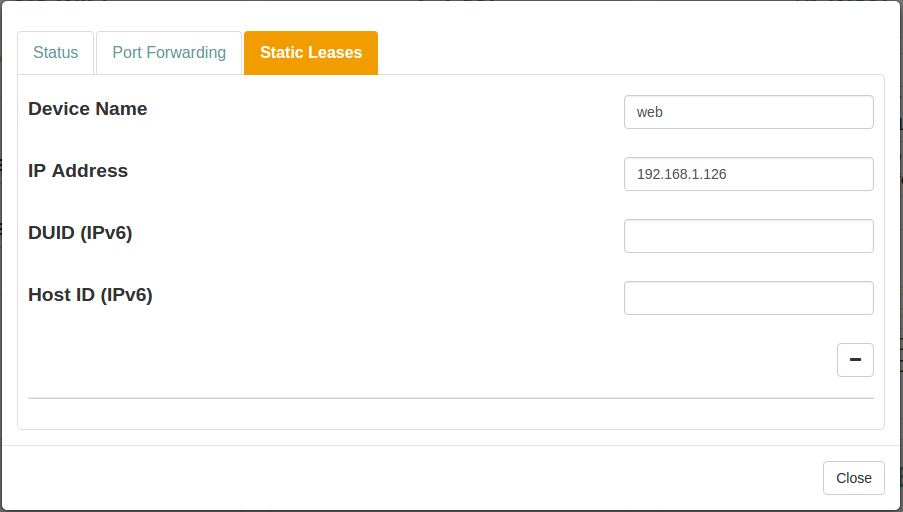 Status Port Forwarding Static Leases
Device Name web
IP Address 192.168.1.126
DUID (IPv6)
Host ID (IPv6)
Close